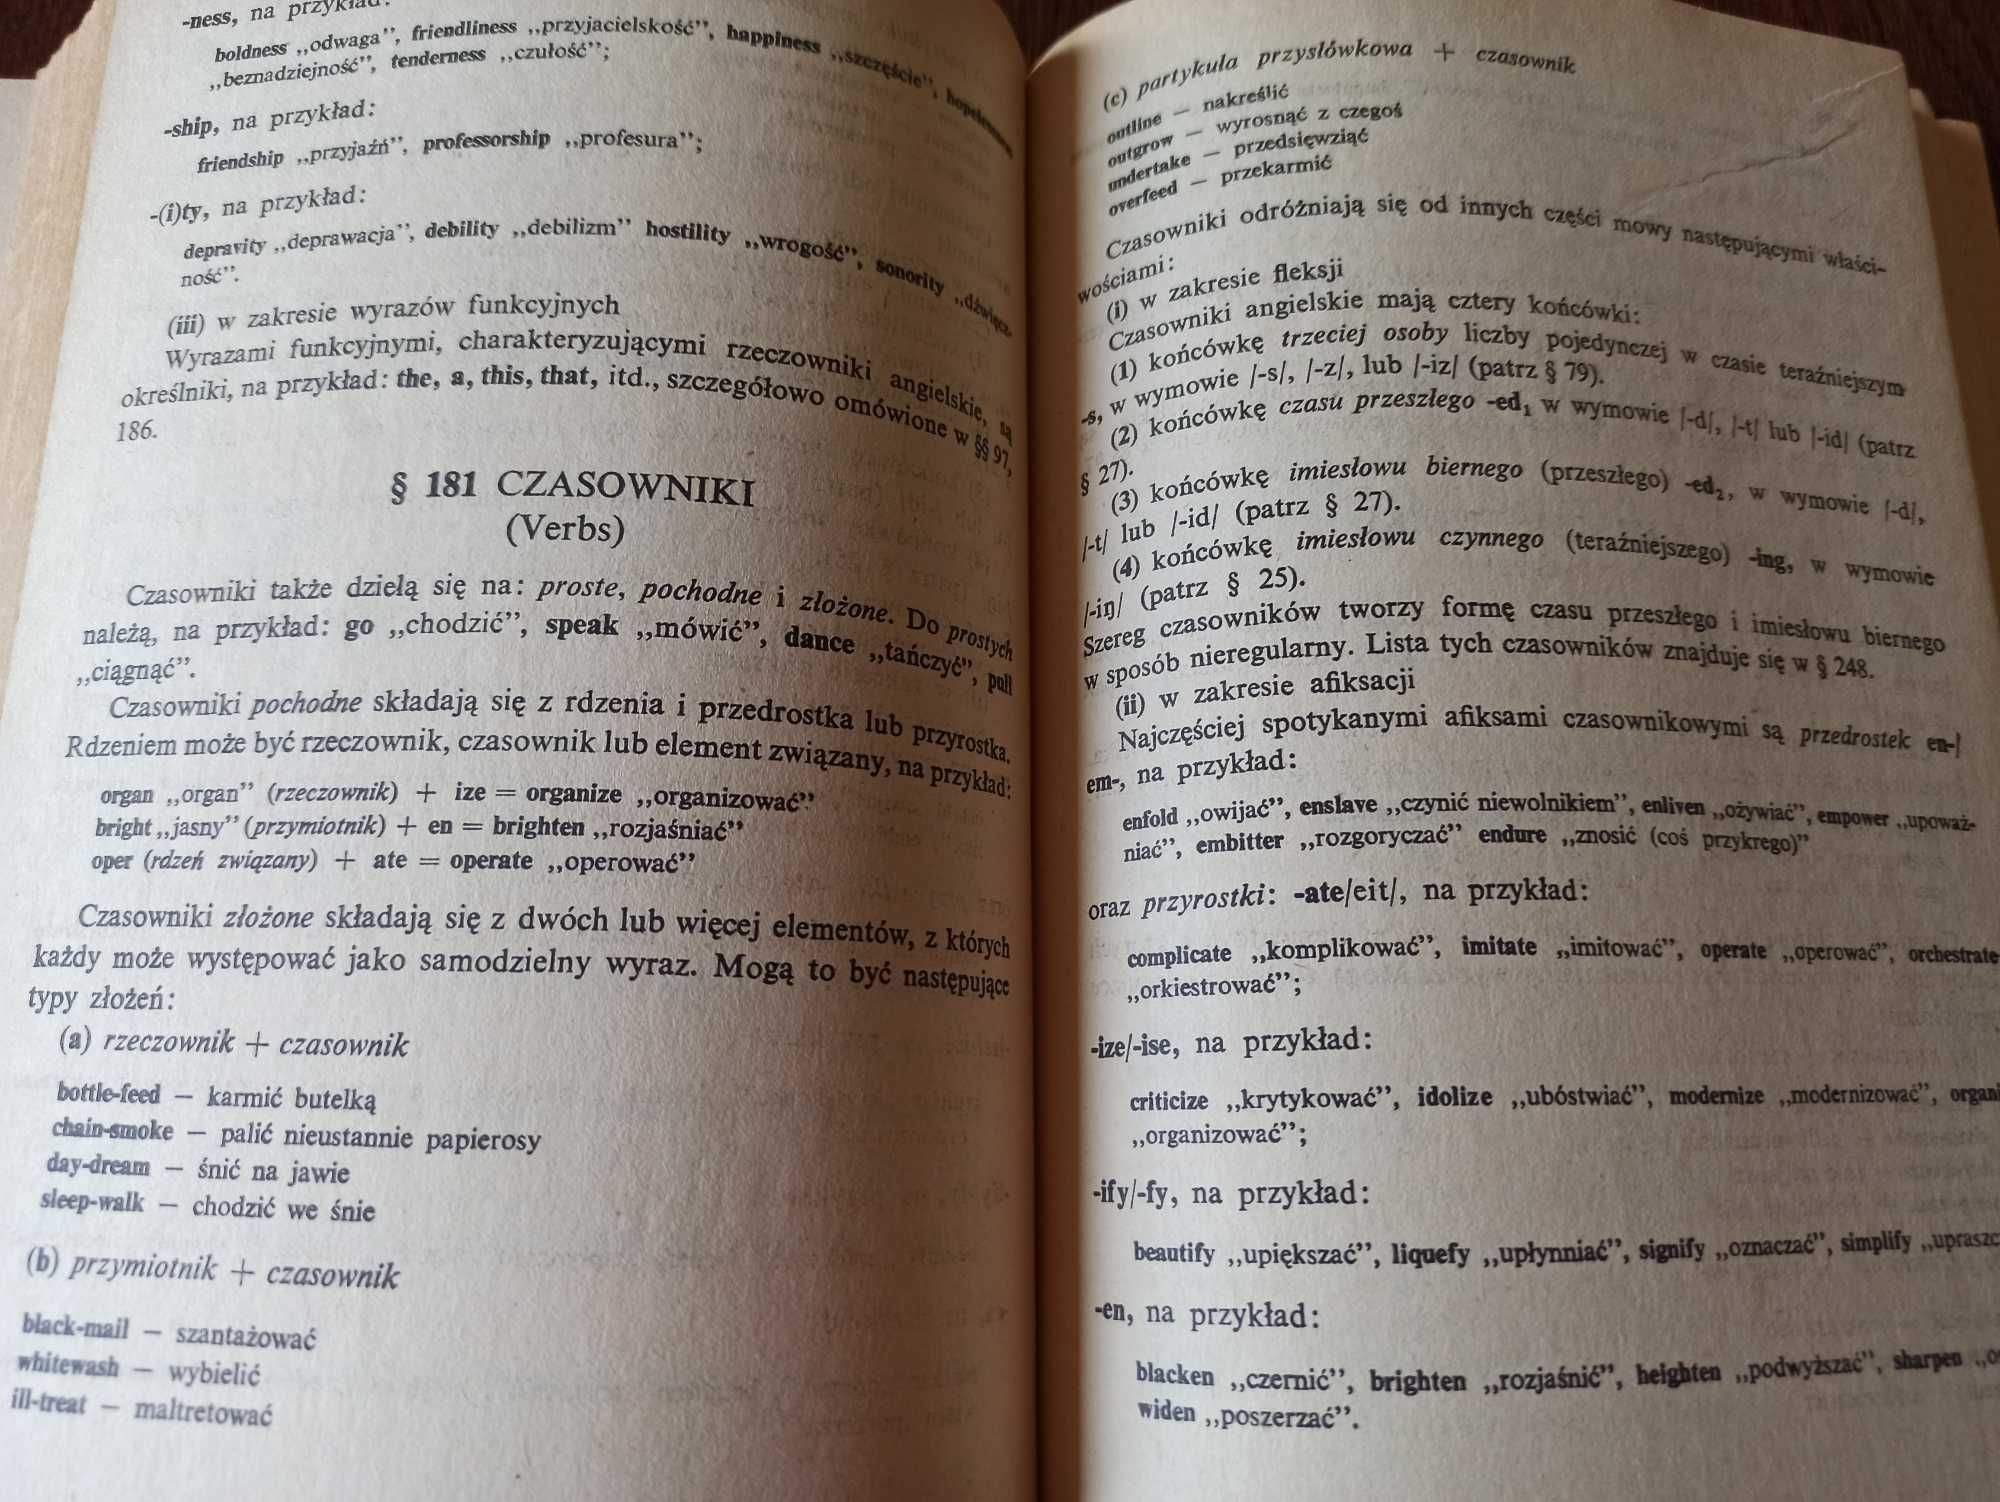 -ness, na przykład:
boldness „odwaga”, friendliness „przyjacielskość”, happiness „szczęście”, hopelessness
„beznadziejność”, tenderness „czułość”;
-ship, na przykład:
friendship „przyjaźń”, professorship „profesura”;
-(i)ty, na przykład:
depravity „deprawacja”, debility „debilizm” hostility „wrogość”, sonority „dźwięcz-
ność”.
(iii) w zakresie wyrazów funkcyjnych
Wyrazami funkcyjnymi, charakteryzującymi rzeczowniki angielskie, są
określniki, na przykład: the, a, this, that, itd., szczegółowo omówione w §§ 97,
186.
§ 181 CZASOWNIKI
(Verbs)
Czasowniki także dzielą się na: proste, pochodne i złożone. Do prostych
należą, na przykład: go „chodzić”, speak „mówić”, dance „tańczyć”, pull
„ciągnąć”.
Czasowniki pochodne składają się z rdzenia i przedrostka lub przyrostka.
Rdzeniem może być rzeczownik, czasownik lub element związany, na przykład:
organ „organ” (rzeczownik) + ize = organize „organizować”
bright „jasny” (przymiotnik) + en = brighten „rozjaśniać”
oper (rdzeń związany) + ate = operate „operować”
Czasowniki złożone składają się z dwóch lub więcej elementów, z których
każdy może występować jako samodzielny wyraz. Mogą to być następujące
typy złożeń:
(a) rzeczownik + czasownik
bottle-feed — karmić butelką
chain-smoke — palić nieustannie papierosy
day-dream — śnić na jawie
sleep-walk — chodzić we śnie
(b) przymiotnik + czasownik
black-mail — szantażować
whitewash — wybielić
ill-treat — maltretować
(c) partykuła przysłówkowa + czasownik
outline — nakreślić
outgrow — wyrosnąć z czegoś
undertake — przedsięwziąć
overfeed — przekarmić
Czasowniki odróżniają się od innych części mowy następującymi właści-
wościami:
(i) w zakresie fleksji
Czasowniki angielskie mają cztery końcówki:
(1) końcówkę trzeciej osoby liczby pojedynczej w czasie teraźniejszym
-s, w wymowie /-s/, /-z/, lub /-iz/ (patrz § 79).
(2) końcówkę czasu przeszłego -ed₁ w wymowie /-d/, /-t/ lub /-id/ (patrz
§ 27).
(3) końcówkę imiesłowu biernego (przeszłego) -ed₂, w wymowie /-d/,
/-t/ lub /-id/ (patrz § 27).
(4) końcówkę imiesłowu czynnego (teraźniejszego) -ing, w wymowie
/-iŋ/ (patrz § 25).
Szereg czasowników tworzy formę czasu przeszłego i imiesłowu biernego
w sposób nieregularny. Lista tych czasowników znajduje się w § 248.
(ii) w zakresie afiksacji
Najczęściej spotykanymi afiksami czasownikowymi są przedrostek en-/
em-, na przykład:
enfold „owijać”, enslave „czynić niewolnikiem”, enliven „ożywiać”, empower „upoważ-
niać”, embitter „rozgoryczać” endure „znosić (coś przykrego)”
oraz przyrostki: -ate/eit/, na przykład:
complicate „komplikować”, imitate „imitować”, operate „operować”, orchestrate
„orkiestrować”;
-ize/-ise, na przykład:
criticize „krytykować”, idolize „ubóstwiać”, modernize „modernizować”, organi
„organizować”;
-ify/-fy, na przykład:
beautify „upiększać”, liquefy „upłynniać”, signify „oznaczać”, simplify „upraszc
-en, na przykład:
blacken „czernić”, brighten „rozjaśnić”, heighten „podwyższać”, sharpen
widen „poszerzać”.